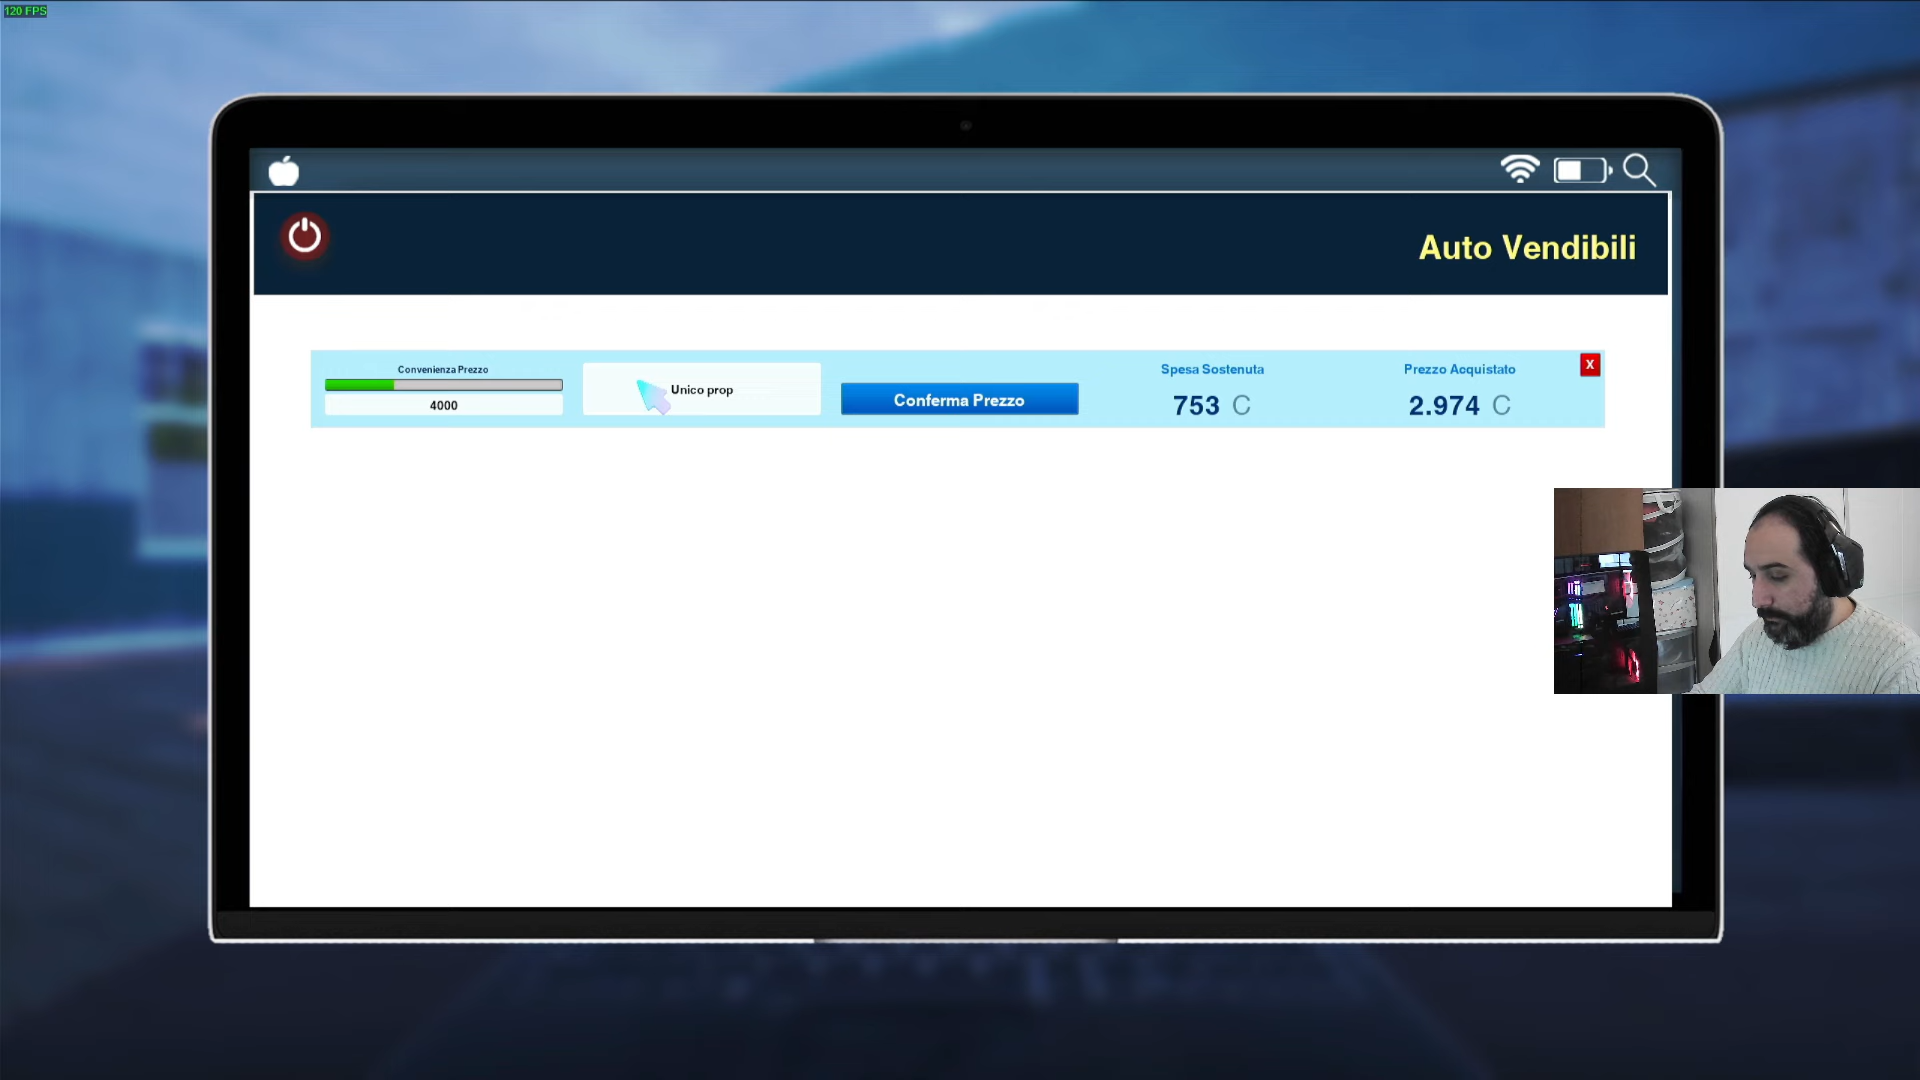 120 FPS
Auto Vendibili
Convenienza Prezzo
4000
Unico prop
Conferma Prezzo
Spesa Sostenuta
753 C
Prezzo Acquistato
2.974 C
X